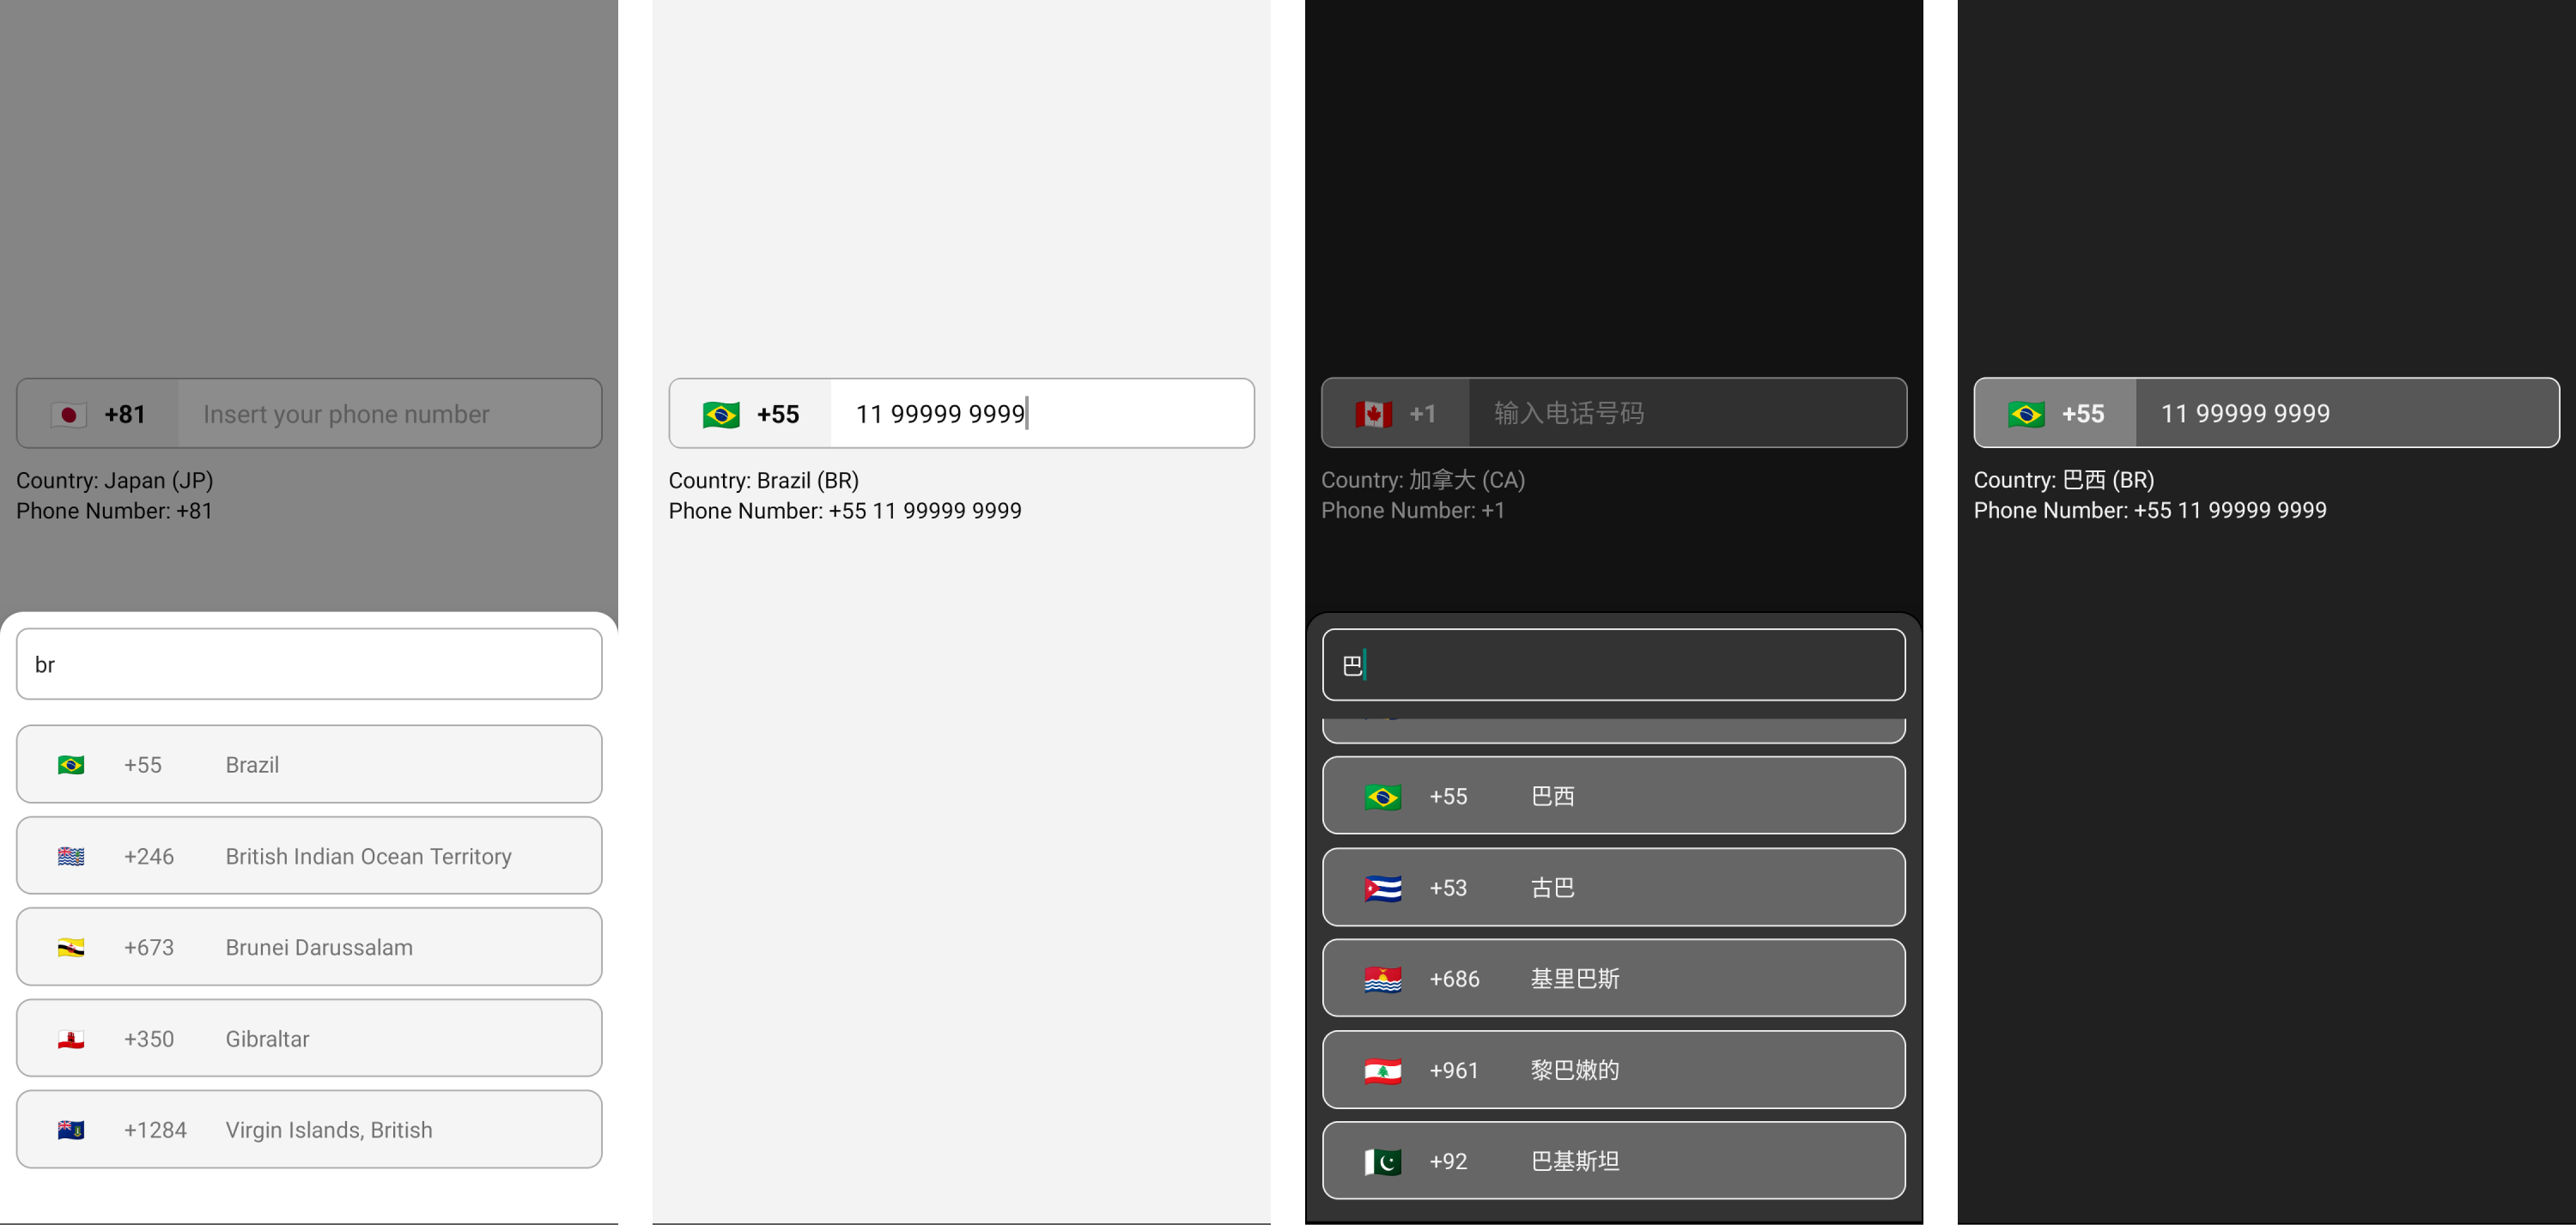 +81 Insert your phone number
Country: Japan (JP)
Phone Number: +81
br
+55 Brazil
+246 British Indian Ocean Territory
+673 Brunei Darussalam
+350 Gibraltar
+1284 Virgin Islands, British
+55 11 99999 9999
Country: Brazil (BR)
Phone Number: +55 11 99999 9999
+1 输入电话号码
Country: 加拿大 (CA)
Phone Number: +1
巴
+55 巴西
+53 古巴
+686 基里巴斯
+961 黎巴嫩的
+92 巴基斯坦
+55 11 99999 9999
Country: 巴西 (BR)
Phone Number: +55 11 99999 9999